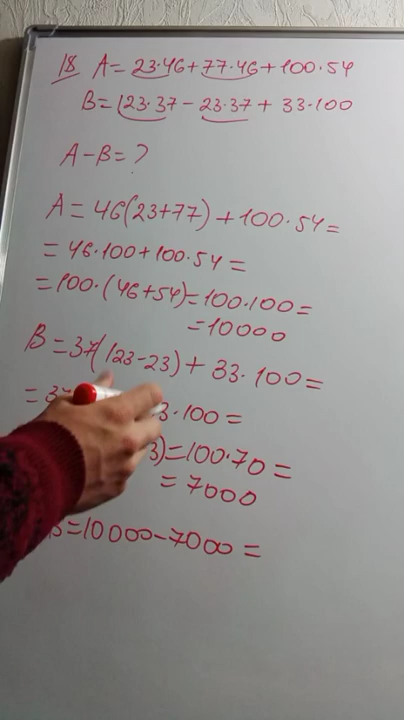 18 A=23·46+77·46+100·54
B=123·37-23·37+33·100
A-B=?
A=46(23+77)+100·54=
=46·100+100·54=
=100·(46+54)=100·100=
=10000
B=37(123-23)+33·100=
=37 3·100=
3)=100·70=
=7000
B=10000-7000=